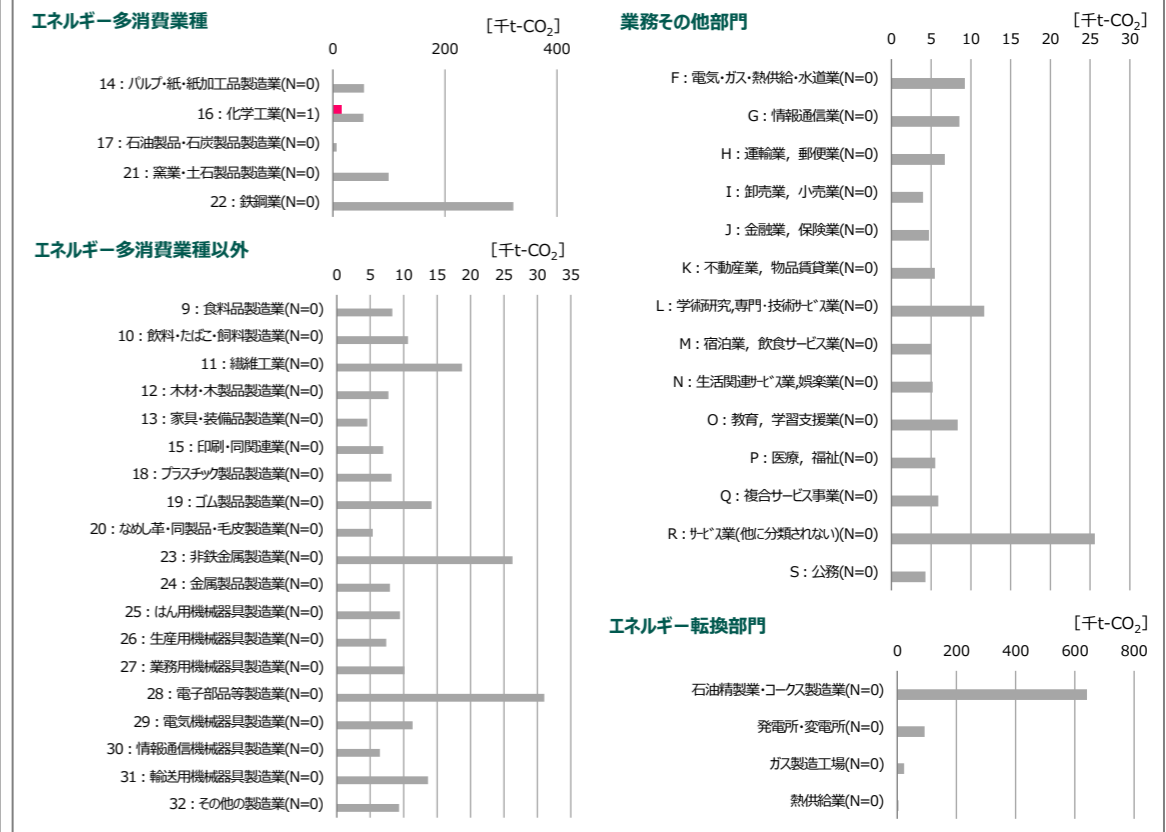 エネルギー多消費業種
[千t-CO2]
0 200 400
14：パルプ・紙・紙加工品製造業(N=0)
16：化学工業(N=1)
17：石油製品・石炭製品製造業(N=0)
21：窯業・土石製品製造業(N=0)
22：鉄鋼業(N=0)
エネルギー多消費業種以外
[千t-CO2]
0 5 10 15 20 25 30 35
9：食料品製造業(N=0)
10：飲料・たばこ・飼料製造業(N=0)
11：繊維工業(N=0)
12：木材・木製品製造業(N=0)
13：家具・装備品製造業(N=0)
15：印刷・同関連業(N=0)
18：プラスチック製品製造業(N=0)
19：ゴム製品製造業(N=0)
20：なめし革・同製品・毛皮製造業(N=0)
23：非鉄金属製造業(N=0)
24：金属製品製造業(N=0)
25：はん用機械器具製造業(N=0)
26：生産用機械器具製造業(N=0)
27：業務用機械器具製造業(N=0)
28：電子部品等製造業(N=0)
29：電気機械器具製造業(N=0)
30：情報通信機械器具製造業(N=0)
31：輸送用機械器具製造業(N=0)
32：その他の製造業(N=0)
業務その他部門
[千t-CO2]
0 5 10 15 20 25 30
F：電気・ガス・熱供給・水道業(N=0)
G：情報通信業(N=0)
H：運輸業，郵便業(N=0)
I：卸売業，小売業(N=0)
J：金融業，保険業(N=0)
K：不動産業，物品賃貸業(N=0)
L：学術研究,専門・技術ｻｰﾋﾞｽ業(N=0)
M：宿泊業，飲食サービス業(N=0)
N：生活関連ｻｰﾋﾞｽ業,娯楽業(N=0)
O：教育，学習支援業(N=0)
P：医療，福祉(N=0)
Q：複合サービス事業(N=0)
R：ｻｰﾋﾞｽ業(他に分類されない)(N=0)
S：公務(N=0)
エネルギー転換部門
[千t-CO2]
0 200 400 600 800
石油精製業・コークス製造業(N=0)
発電所・変電所(N=0)
ガス製造工場(N=0)
熱供給業(N=0)